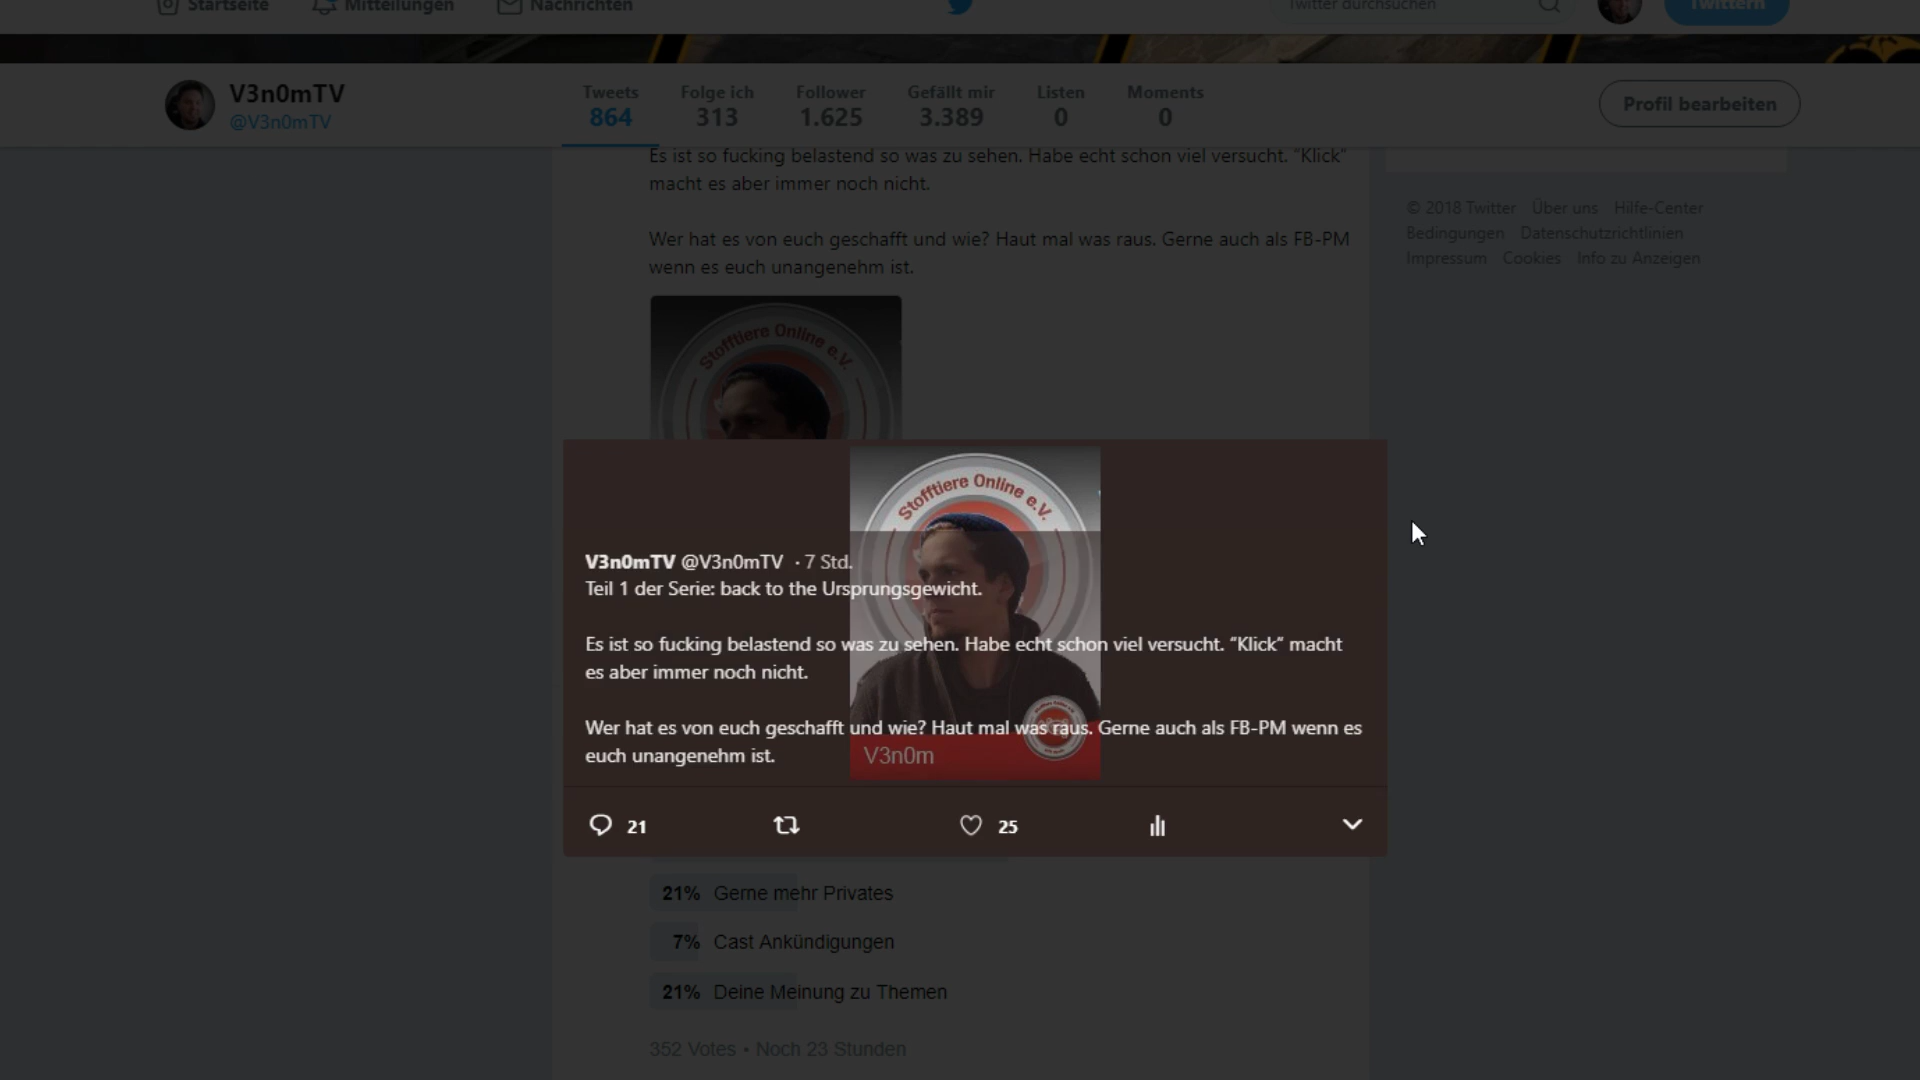 Startseite Mitteilungen Nachrichten Twitter durchsuchen Twittern
V3n0mTV
@V3n0mTV
Tweets Folge ich Follower Gefällt mir Listen Moments
864 313 1.625 3.389 0 0
Profil bearbeiten
Es ist so fucking belastend so was zu sehen. Habe echt schon viel versucht. “Klick”
macht es aber immer noch nicht.
Wer hat es von euch geschafft und wie? Haut mal was raus. Gerne auch als FB-PM
wenn es euch unangenehm ist.
© 2018 Twitter Über uns Hilfe-Center
Bedingungen Datenschutzrichtlinien
Impressum Cookies Info zu Anzeigen
Stofftiere Online e.V.
Stofftiere Online e.V.
V3n0mTV @V3n0mTV · 7 Std.
Teil 1 der Serie: back to the Ursprungsgewicht.
Es ist so fucking belastend so was zu sehen. Habe echt schon viel versucht. “Klick” macht
es aber immer noch nicht.
Wer hat es von euch geschafft und wie? Haut mal was raus. Gerne auch als FB-PM wenn es
euch unangenehm ist.
V3n0m
21 25
21% Gerne mehr Privates
7% Cast Ankündigungen
21% Deine Meinung zu Themen
352 Votes • Noch 23 Stunden